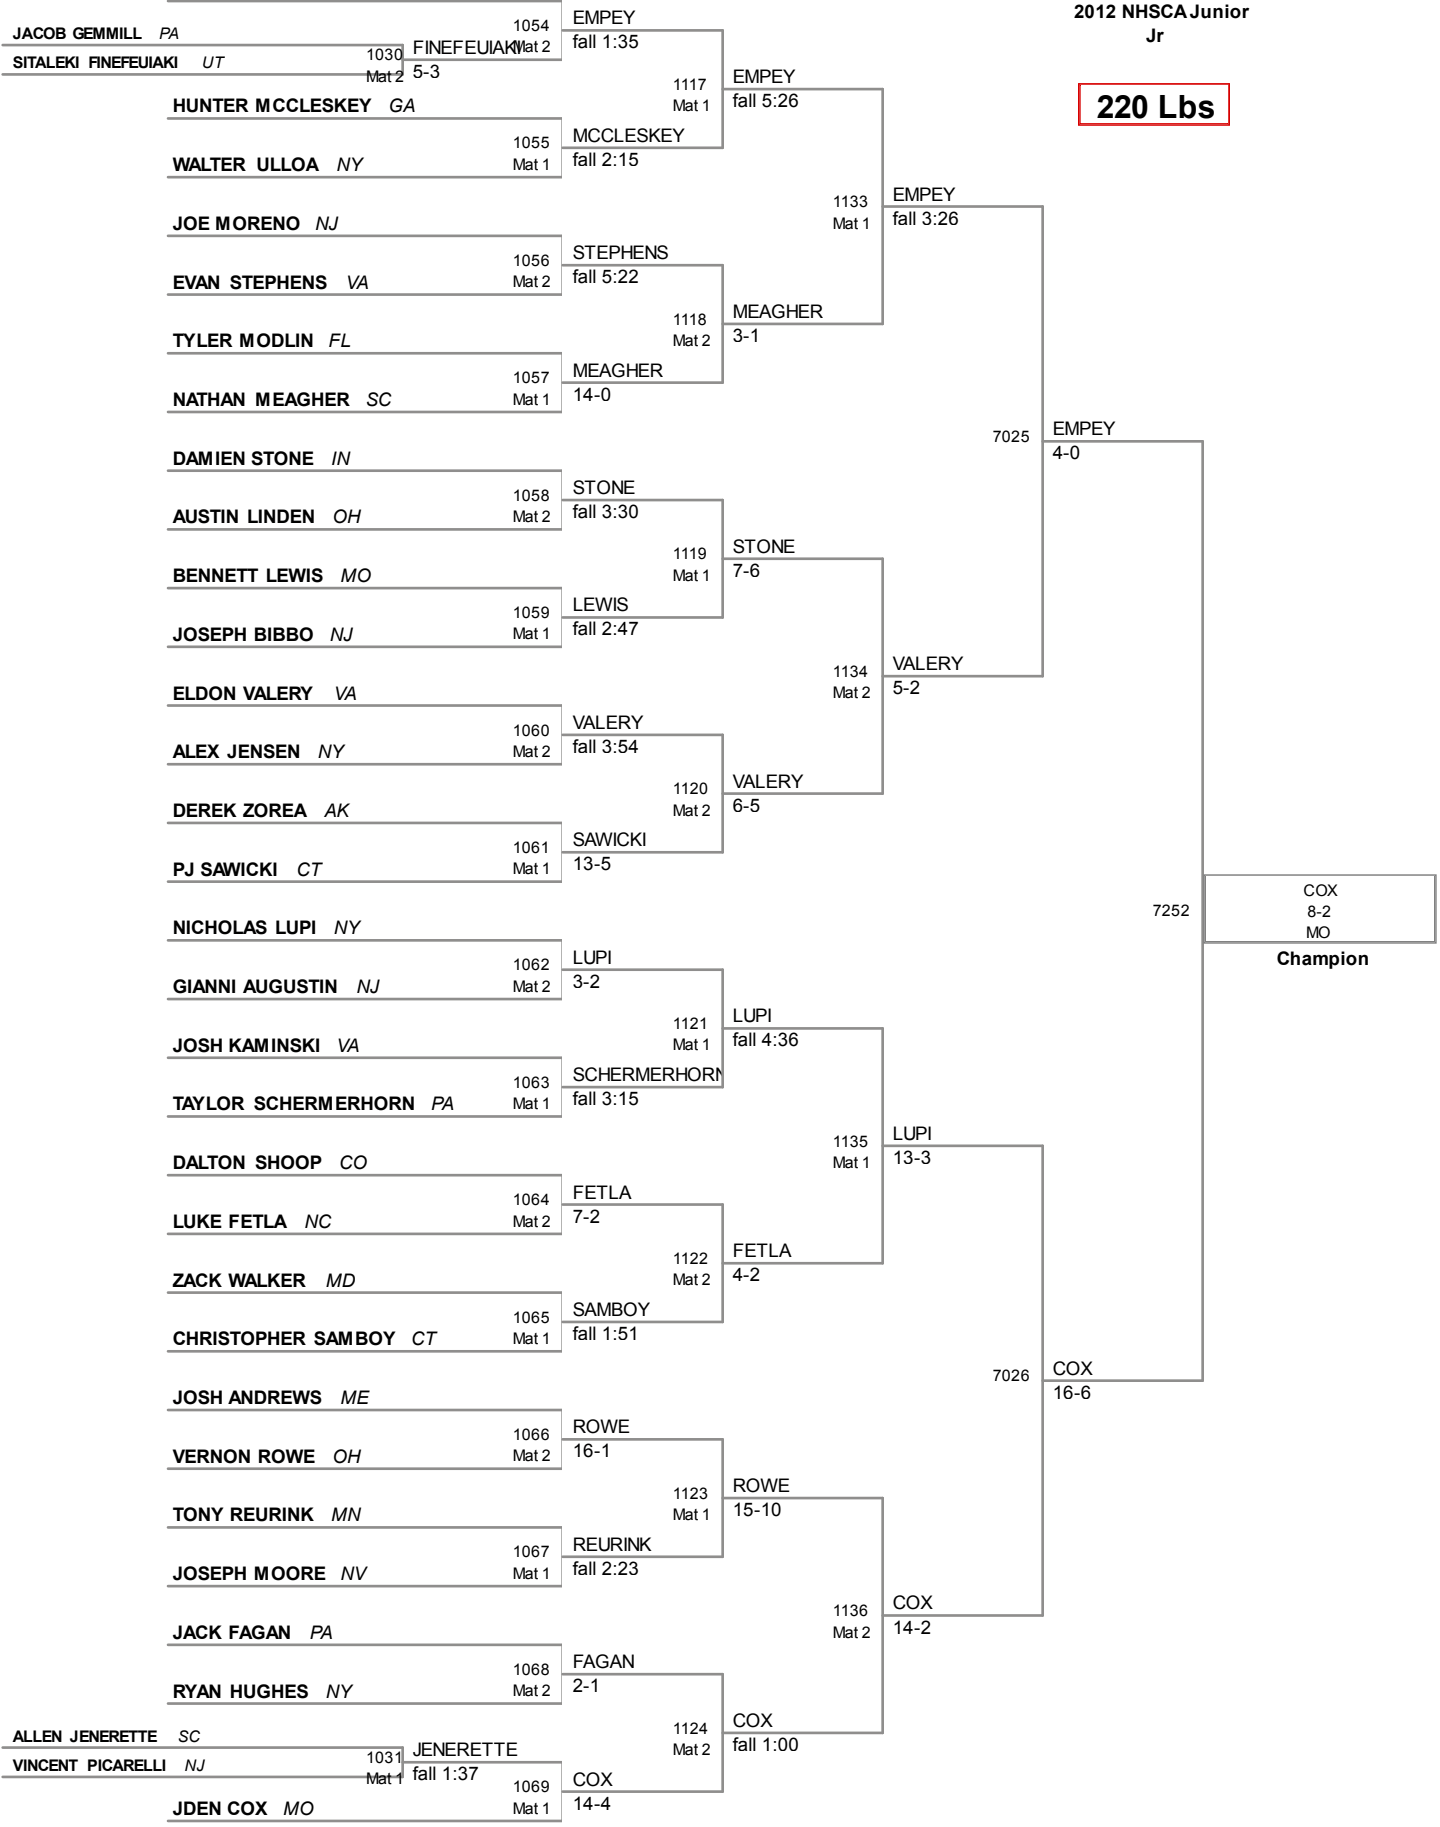 2012 NHSCA Junior
Jr
220 Lbs
JACOB GEMMILL PA
SITALEKI FINEFEUIAKI UT
1030
Mat 2
FINEFEUIAKI
5-3
1054
Mat 2
EMPEY
fall 1:35
HUNTER MCCLESKEY GA
WALTER ULLOA NY
1055
Mat 1
MCCLESKEY
fall 2:15
1117
Mat 1
EMPEY
fall 5:26
JOE MORENO NJ
EVAN STEPHENS VA
1056
Mat 2
STEPHENS
fall 5:22
TYLER MODLIN FL
NATHAN MEAGHER SC
1057
Mat 1
MEAGHER
14-0
1118
Mat 2
MEAGHER
3-1
1133
Mat 1
EMPEY
fall 3:26
DAMIEN STONE IN
AUSTIN LINDEN OH
1058
Mat 2
STONE
fall 3:30
BENNETT LEWIS MO
JOSEPH BIBBO NJ
1059
Mat 1
LEWIS
fall 2:47
1119
Mat 1
STONE
7-6
ELDON VALERY VA
ALEX JENSEN NY
1060
Mat 2
VALERY
fall 3:54
DEREK ZOREA AK
PJ SAWICKI CT
1061
Mat 1
SAWICKI
13-5
1120
Mat 2
VALERY
6-5
1134
Mat 2
VALERY
5-2
7025
EMPEY
4-0
NICHOLAS LUPI NY
GIANNI AUGUSTIN NJ
1062
Mat 2
LUPI
3-2
JOSH KAMINSKI VA
TAYLOR SCHERMERHORN PA
1063
Mat 1
SCHERMERHORN
fall 3:15
1121
Mat 1
LUPI
fall 4:36
DALTON SHOOP CO
LUKE FETLA NC
1064
Mat 2
FETLA
7-2
ZACK WALKER MD
CHRISTOPHER SAMBOY CT
1065
Mat 1
SAMBOY
fall 1:51
1122
Mat 2
FETLA
4-2
1135
Mat 1
LUPI
13-3
JOSH ANDREWS ME
VERNON ROWE OH
1066
Mat 2
ROWE
16-1
TONY REURINK MN
JOSEPH MOORE NV
1067
Mat 1
REURINK
fall 2:23
1123
Mat 1
ROWE
15-10
JACK FAGAN PA
RYAN HUGHES NY
1068
Mat 2
FAGAN
2-1
ALLEN JENERETTE SC
VINCENT PICARELLI NJ
1031
Mat 1
JENERETTE
fall 1:37
JDEN COX MO
1069
Mat 1
COX
14-4
1124
Mat 2
COX
fall 1:00
1136
Mat 2
COX
14-2
7026
COX
16-6
7252
COX
8-2
MO
Champion